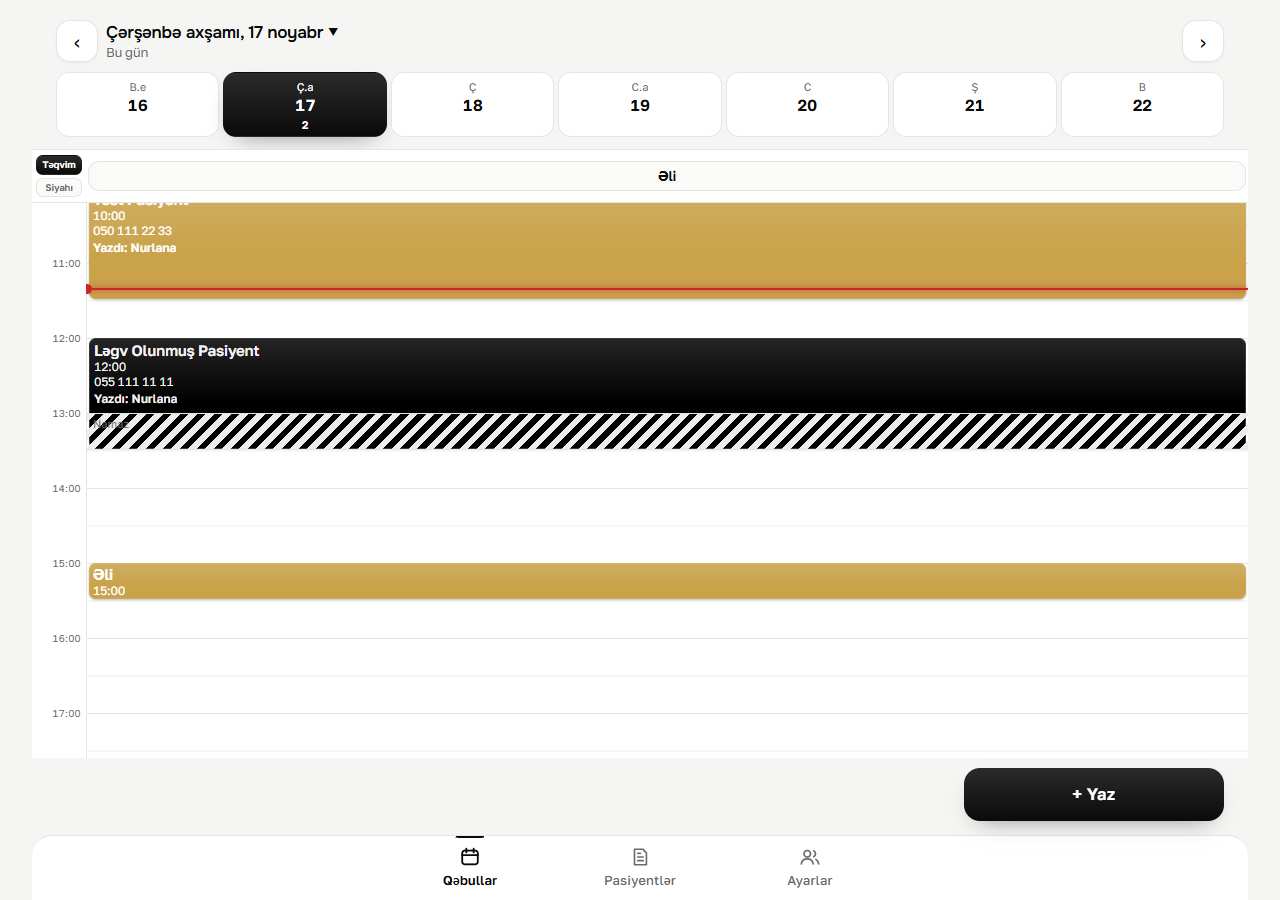 ‹
Çərşənbə axşamı, 17 noyabr ▼
Bu gün
›
B.e
16
Ç.a
17
2
Ç
18
C.a
19
C
20
Ş
21
B
22
Təqvim
Siyahı
Əli
10:00
050 111 22 33
Yazdı: Nurlana
11:00
12:00
Ləgv Olunmuş Pasiyent
12:00
055 111 11 11
Yazdı: Nurlana
13:00
14:00
15:00
Əli
15:00
16:00
17:00
+ Yaz
Qəbullar
Pasiyentlər
Ayarlar